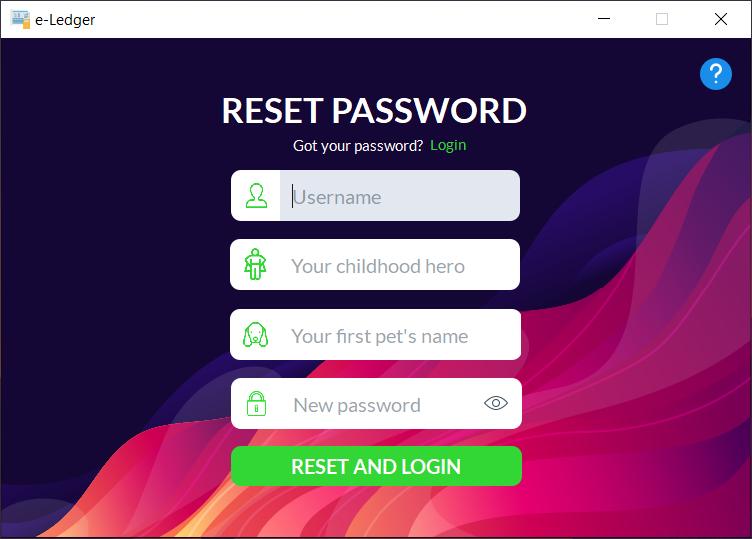 e-Ledger
?
RESET PASSWORD
Got your password? Login
Username
Your childhood hero
Your first pet's name
New password
RESET AND LOGIN